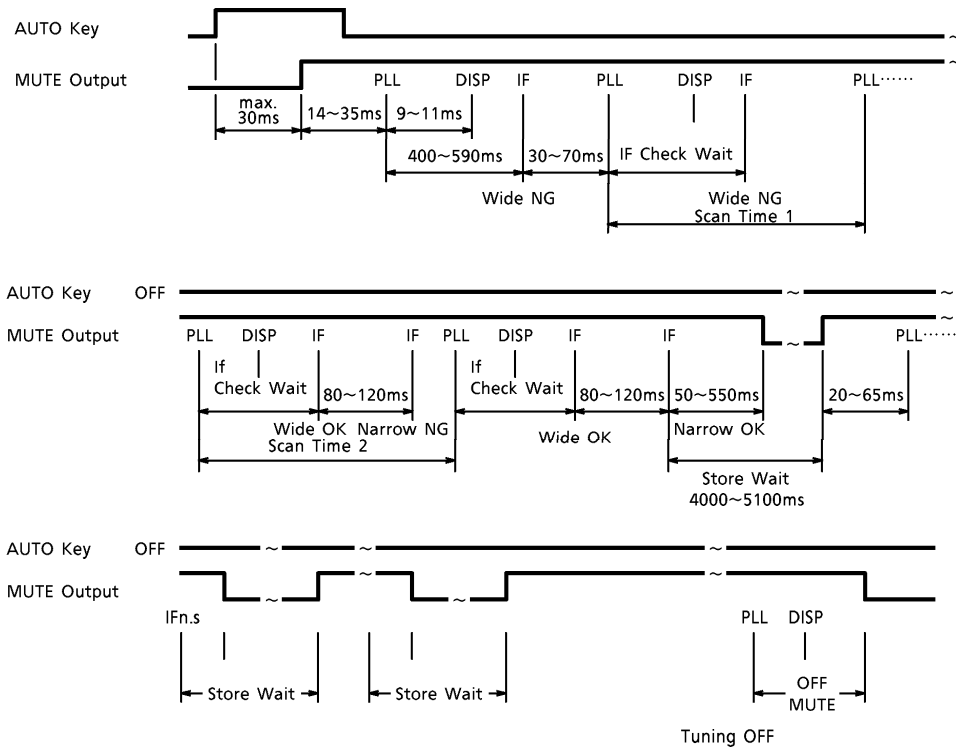 AUTO Key
MUTE Output
PLL DISP IF PLL DISP IF PLL······
max.
30ms
14~35ms 9~11ms
400~590ms 30~70ms IF Check Wait
Wide NG Wide NG
Scan Time 1
AUTO Key OFF
MUTE Output
PLL DISP IF IF PLL DISP IF IF PLL······
If If
Check Wait 80~120ms Check Wait 80~120ms 50~550ms 20~65ms
Wide OK Narrow NG Wide OK Narrow OK
Scan Time 2
Store Wait
4000~5100ms
AUTO Key OFF
MUTE Output
IFn.s PLL DISP
Store Wait Store Wait OFF
MUTE
Tuning OFF